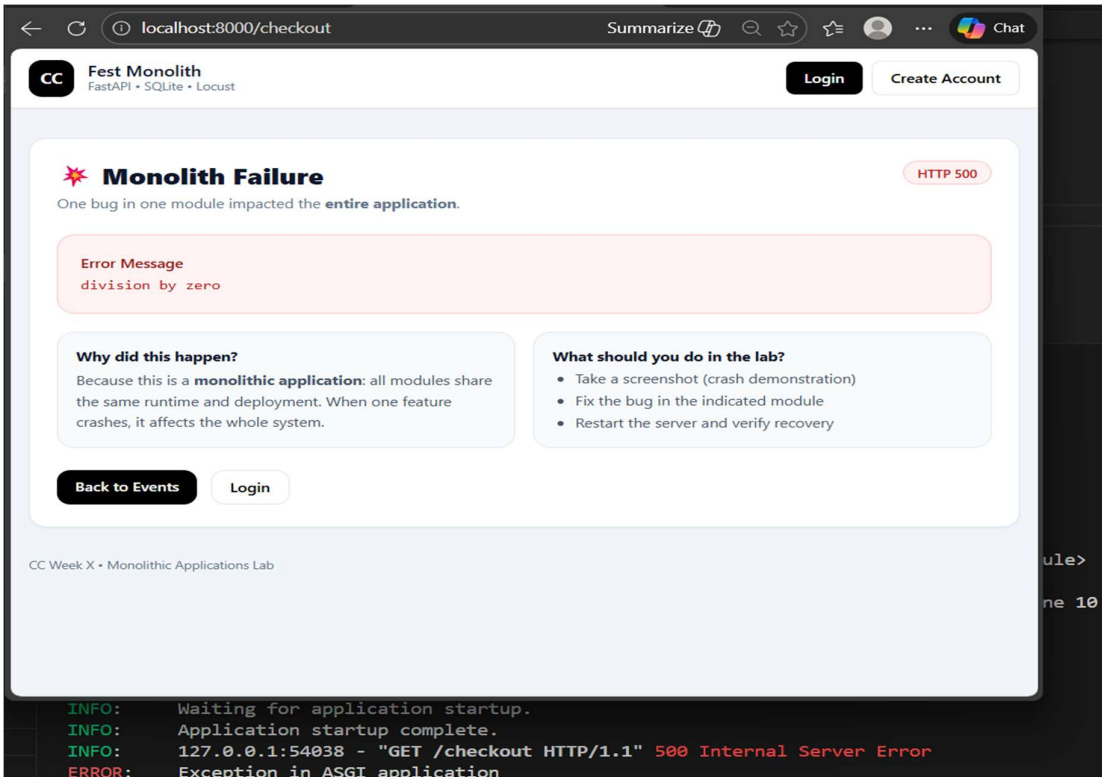 localhost:8000/checkout
Summarize
Chat
CC
Fest Monolith
FastAPI • SQLite • Locust
Login
Create Account
Monolith Failure
HTTP 500
One bug in one module impacted the entire application.
Error Message
division by zero
Why did this happen?
Because this is a monolithic application: all modules share
the same runtime and deployment. When one feature
crashes, it affects the whole system.
What should you do in the lab?
• Take a screenshot (crash demonstration)
• Fix the bug in the indicated module
• Restart the server and verify recovery
Back to Events
Login
CC Week X • Monolithic Applications Lab
ule>
ne 10
INFO: Waiting for application startup.
INFO: Application startup complete.
INFO: 127.0.0.1:54038 - "GET /checkout HTTP/1.1" 500 Internal Server Error
ERROR: Exception in ASGI application